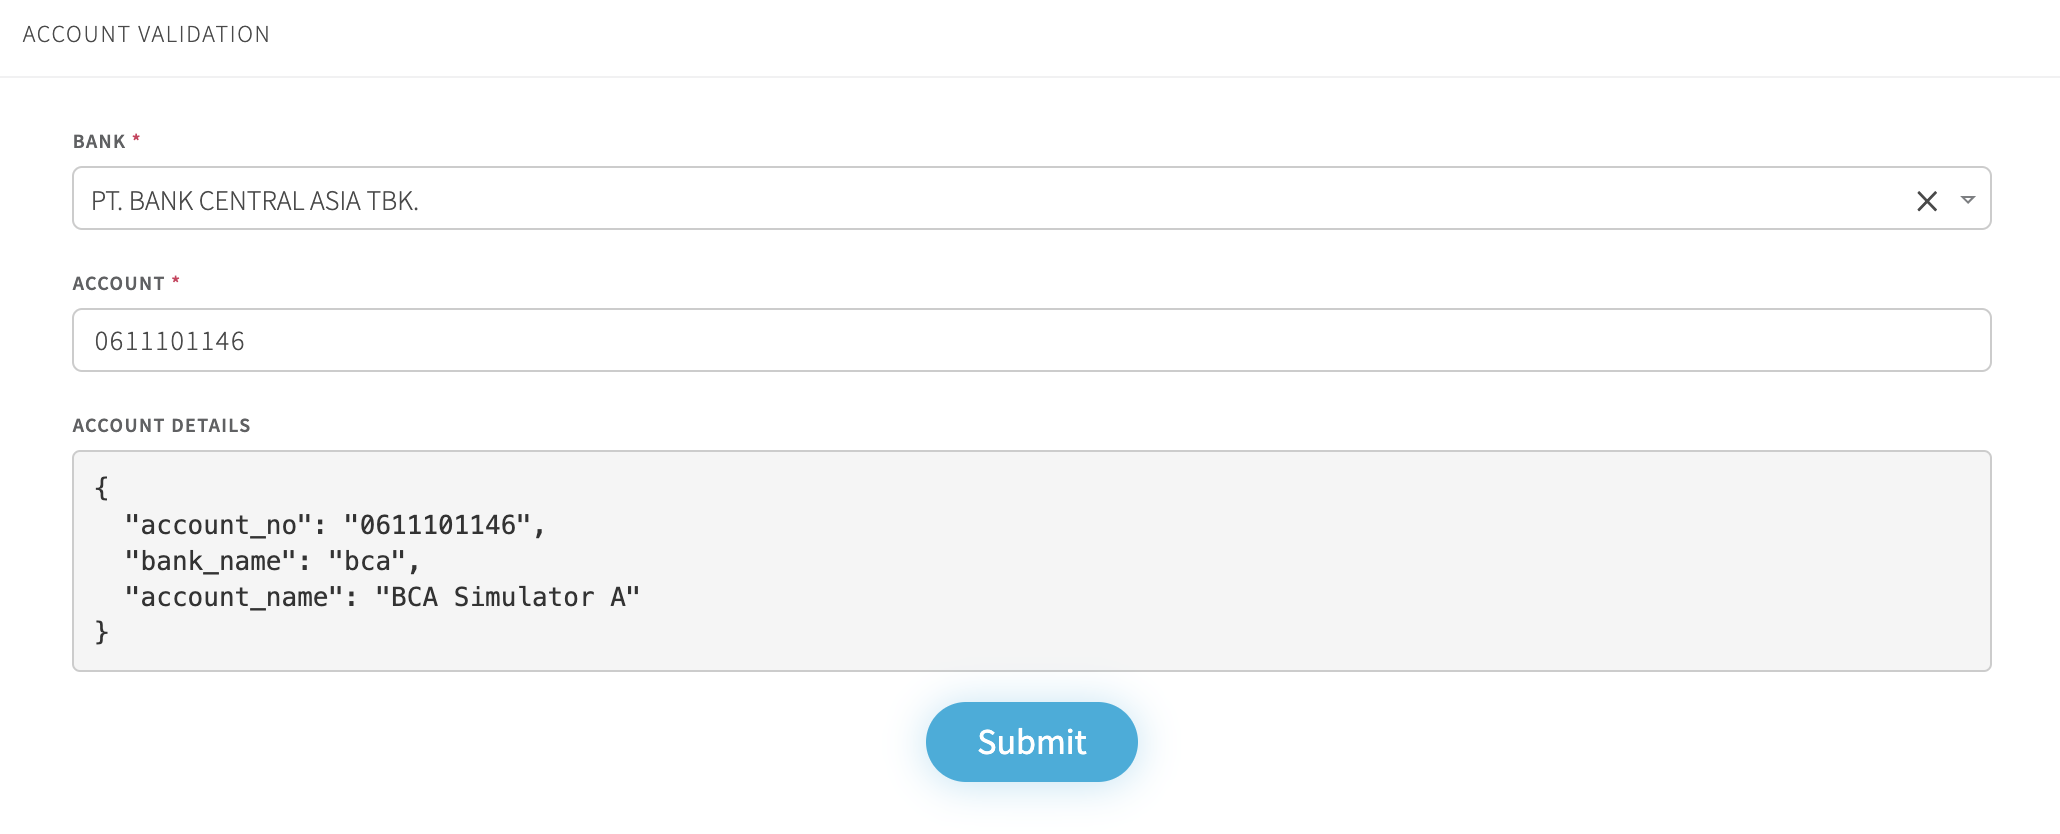 ACCOUNT VALIDATION
BANK *
PT. BANK CENTRAL ASIA TBK.
ACCOUNT *
0611101146
ACCOUNT DETAILS
{
"account_no": "0611101146",
"bank_name": "bca",
"account_name": "BCA Simulator A"
}
Submit